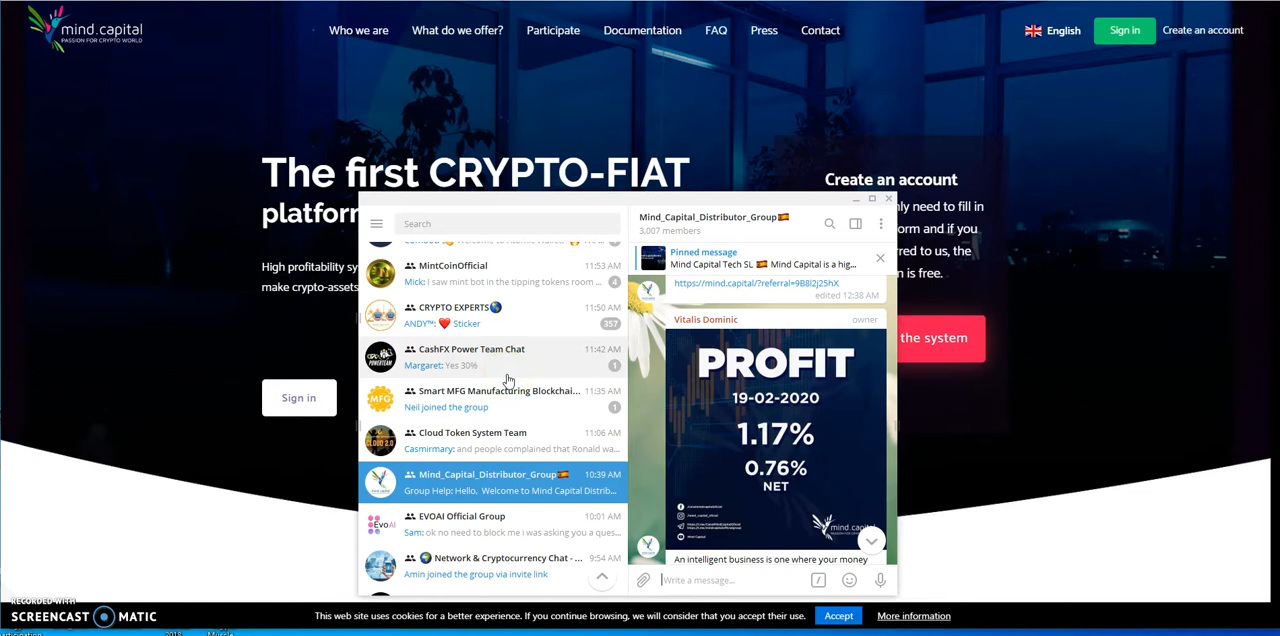 mind.capital
PASSION FOR CRYPTO WORLD
Who we are
What do we offer?
Participate
Documentation
FAQ
Press
Contact
English
Sign in
Create an account
The first CRYPTO-FIAT
platfor
High profitability sy
make crypto-assets
Sign in
Create an account
nly need to fill in
orm and if you
red to us, the
n is free.
the system
Search
MintCoinOfficial
11:53 AM
Mick: I saw mint bot in the tipping tokens room ...
4
CRYPTO EXPERTS
11:50 AM
ANDY™: ❤️ Sticker
357
CashFX Power Team Chat
11:42 AM
Margaret: Yes 30%
1
Smart MFG Manufacturing Blockchai...
11:35 AM
Neil joined the group
1
Cloud Token System Team
11:06 AM
Casmirmary: and people complained that Ronald wa...
Mind_Capital_Distributor_Group
10:39 AM
Group Help: Hello, Welcome to Mind Capital Distrib...
EVOAI Official Group
10:01 AM
Sam: ok no need to block me i was asking you a ques...
Network & Cryptocurrency Chat - ...
9:54 AM
Amin joined the group via invite link
Mind_Capital_Distributor_Group
3,007 members
Pinned message
Mind Capital Tech SL Mind Capital is a hig...
https://mind.capital/?referral=9B8l2j25hX
edited 12:38 AM
Vitalis Dominic
owner
PROFIT
19-02-2020
1.17%
0.76%
NET
Mind Capital
mind.capital
An intelligent business is one where your money
Write a message...
RECORDED WITH
SCREENCAST MATIC
This web site uses cookies for a better experience. If you continue browsing, we will consider that you accept their use.
Accept
More information
articipation
2018
Muscle